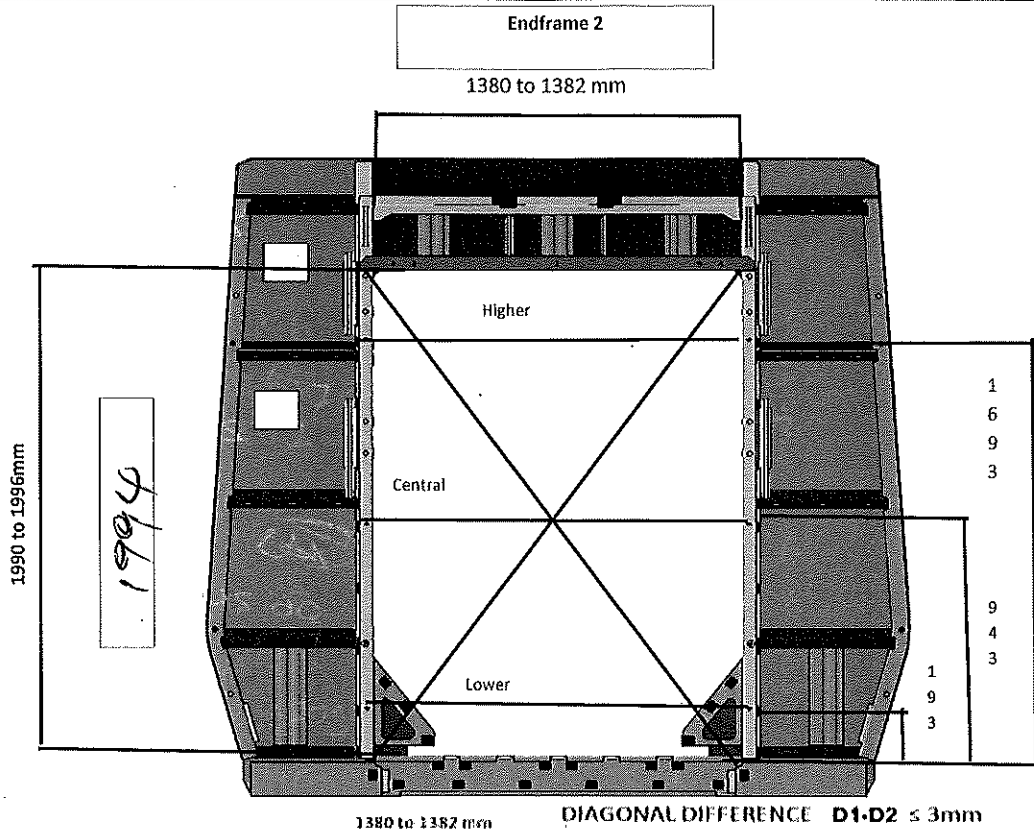 Endframe 2
1380 to 1382 mm
Higher
1990 to 1996mm
1994
Central
1
6
9
3
9
4
3
Lower
1
9
3
1380 to 1382 mm
DIAGONAL DIFFERENCE D1-D2 ≤ 3mm